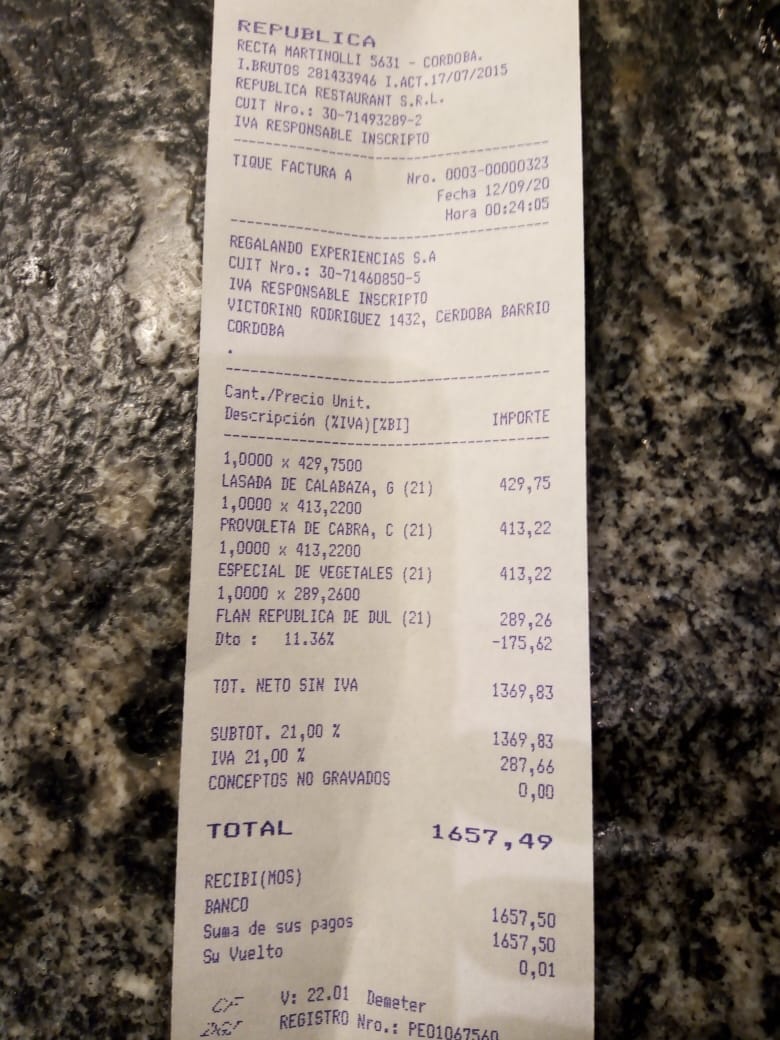 REPUBLICA
RECTA MARTINOLLI 5631 - CORDOBA.
I.BRUTOS 281433946 I.ACT.17/07/2015
REPUBLICA RESTAURANT S.R.L.
CUIT Nro.: 30-71493289-2
IVA RESPONSABLE INSCRIPTO
TIQUE FACTURA A Nro. 0003-00000323
Fecha 12/09/20
Hora 00:24:05
REGALANDO EXPERIENCIAS S.A
CUIT Nro.: 30-71460850-5
IVA RESPONSABLE INSCRIPTO
VICTORINO RODRIGUEZ 1432, CëRDOBA BARRIO
CORDOBA
.
Cant./Precio Unit.
Descripción (%IVA)[%BI] IMPORTE
1,0000 x 429,7500
LASADA DE CALABAZA, G (21) 429,75
1,0000 x 413,2200
PROVOLETA DE CABRA, C (21) 413,22
1,0000 x 413,2200
ESPECIAL DE VEGETALES (21) 413,22
1,0000 x 289,2600
FLAN REPUBLICA DE DUL (21) 289,26
Dto : 11.36% -175,62
TOT. NETO SIN IVA 1369,83
SUBTOT. 21,00 % 1369,83
IVA 21,00 % 287,66
CONCEPTOS NO GRAVADOS 0,00
TOTAL 1657,49
RECIBI(MOS)
BANCO 1657,50
Suma de sus pagos 1657,50
Su Vuelto 0,01
CF V: 22.01 Demeter
DGI REGISTRO Nro.: PEO1067560